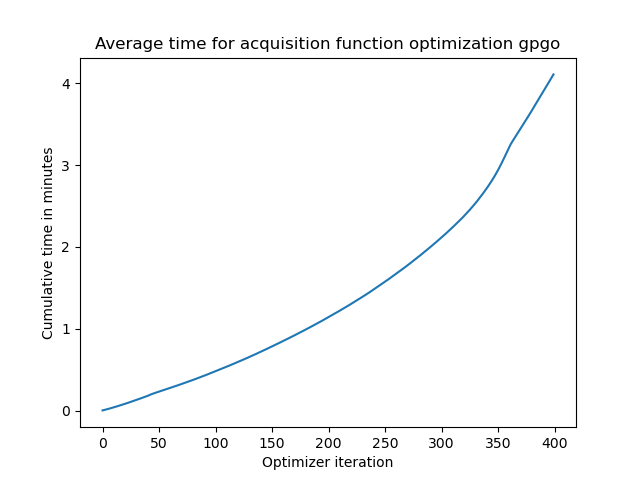 Average time for acquisition function optimization gpgo
4
3
2
1
0
Cumulative time in minutes
0 50 100 150 200 250 300 350 400
Optimizer iteration